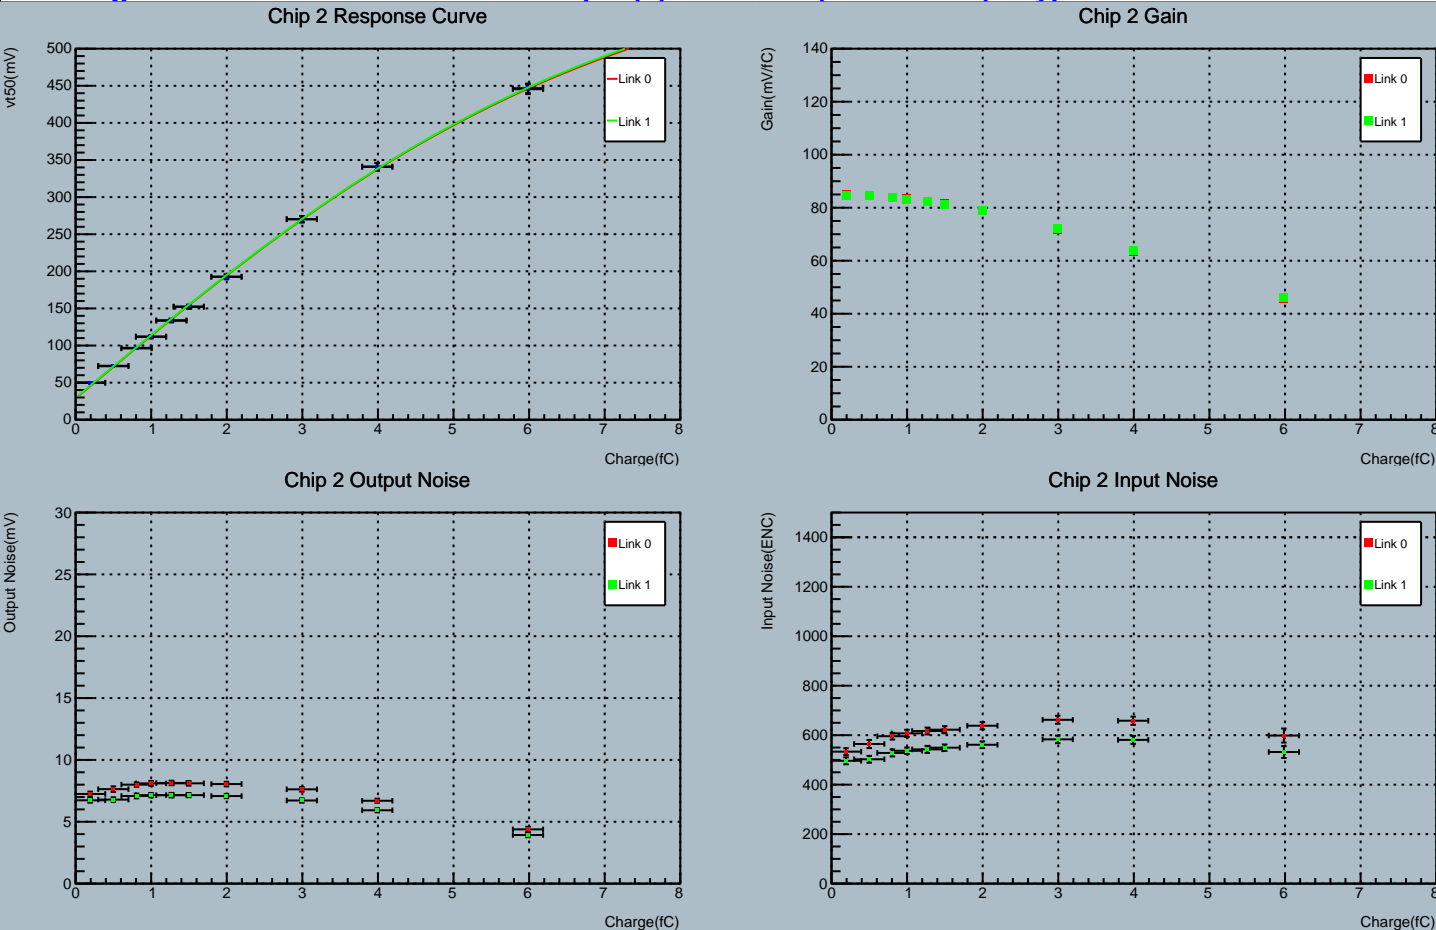 Chip 2 Response Curve
vt50(mV)
500
450
400
350
300
250
200
150
100
50
0
0 1 2 3 4 5 6 7 8
Charge(fC)
Link 0
Link 1
Chip 2 Gain
Gain(mV/fC)
140
120
100
80
60
40
20
0
0 1 2 3 4 5 6 7 8
Charge(fC)
Link 0
Link 1
Chip 2 Output Noise
Output Noise(mV)
30
25
20
15
10
5
0
0 1 2 3 4 5 6 7 8
Charge(fC)
Link 0
Link 1
Chip 2 Input Noise
Input Noise(ENC)
1400
1200
1000
800
600
400
200
0
0 1 2 3 4 5 6 7 8
Charge(fC)
Link 0
Link 1